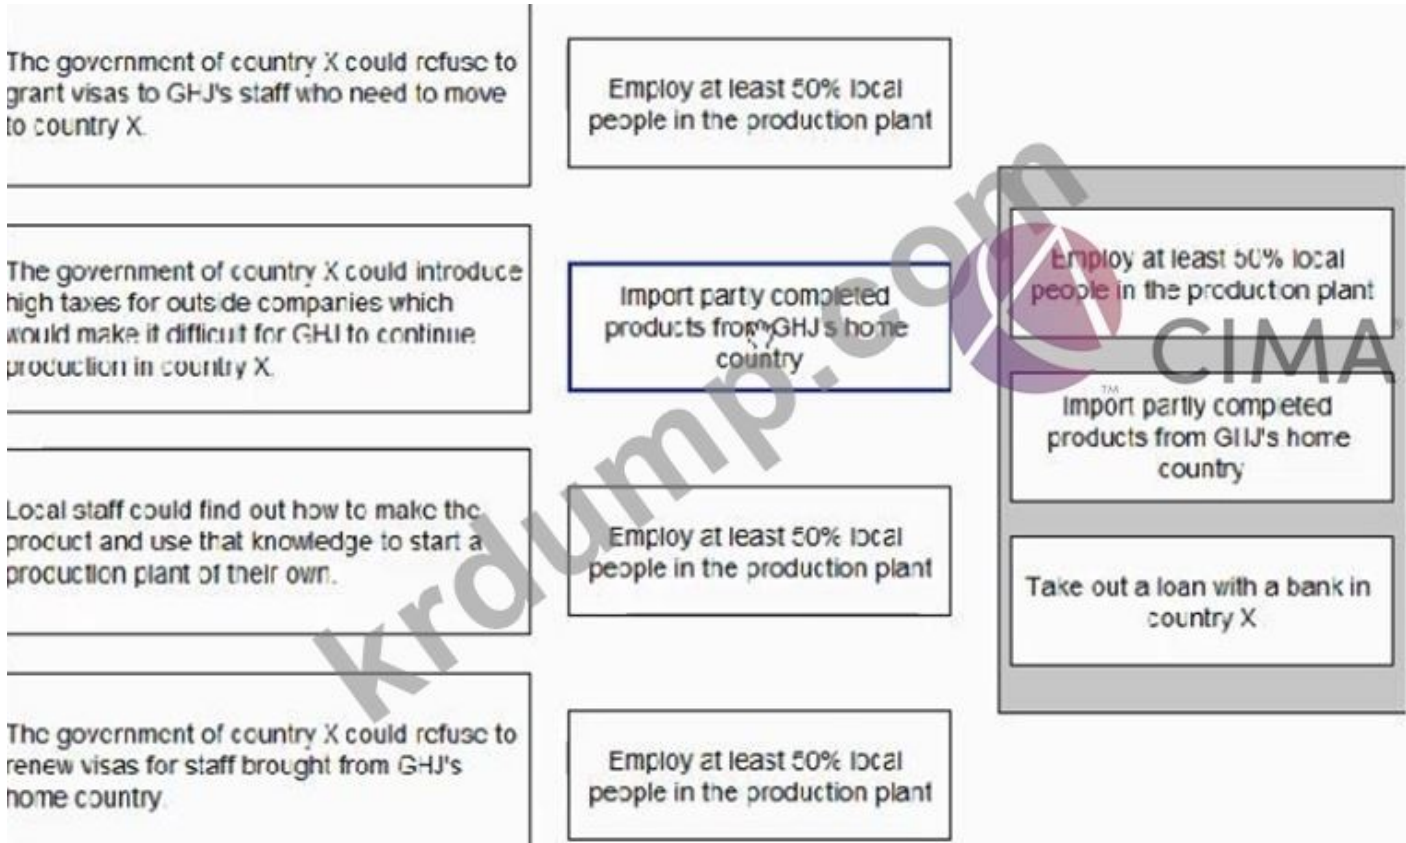 The government of country X could refuse to
grant visas to GHJ's staff who need to move
to country X.
Employ at least 50% local
people in the production plant
The government of country X could introduce
high taxes for outside companies which
would make it difficult for GHJ to continue
production in country X.
Import partly completed
products from GHJ's home
country
Local staff could find out how to make the
product and use that knowledge to start a
production plant of their own.
Employ at least 50% local
people in the production plant
The government of country X could refuse to
renew visas for staff brought from GHJ's
home country.
Employ at least 50% local
people in the production plant
Employ at least 50% local
people in the production plant
Import partly completed
products from GHJ's home
country
Take out a loan with a bank in
country X
krdump.com
CIMA
TM